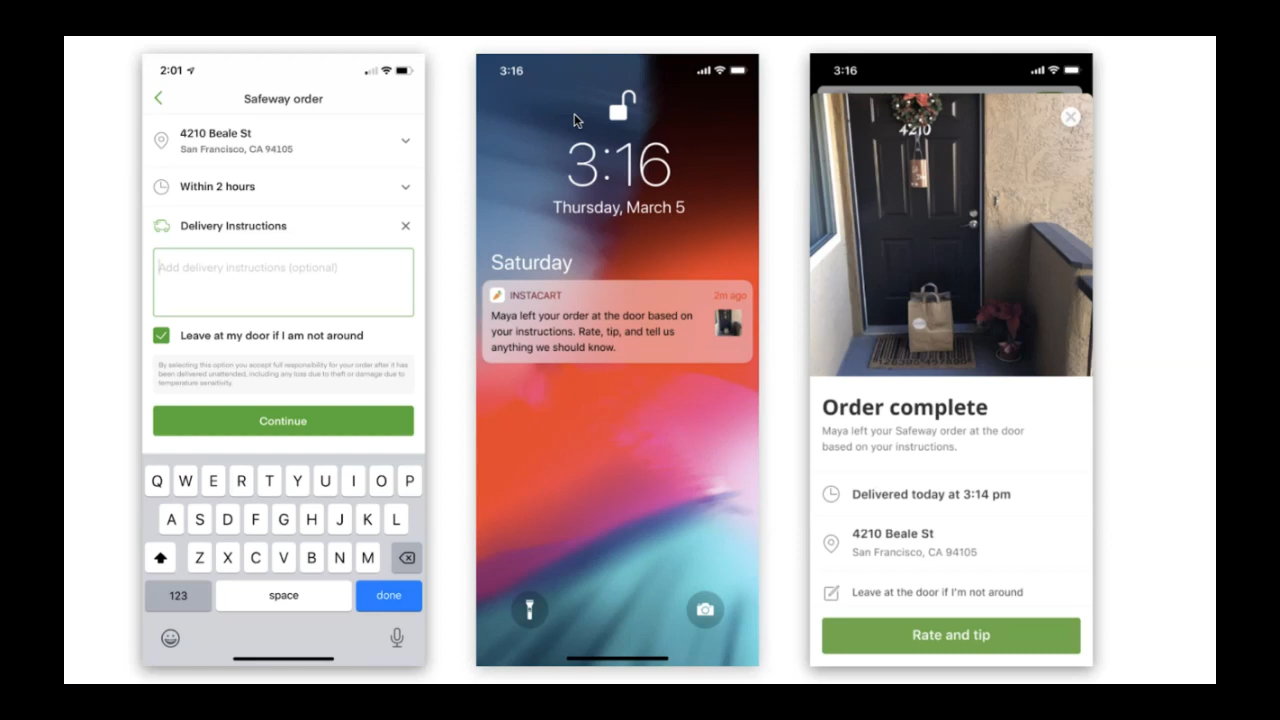 2:01
Safeway order
4210 Beale St
San Francisco, CA 94105
Within 2 hours
Delivery Instructions
Add delivery instructions (optional)
Leave at my door if I am not around
By selecting this option you accept full responsibility for your order after it has
been delivered unattended, including any loss due to theft or damage due to
temperature sensitivity.
Continue
Q W E R T Y U I O P
A S D F G H J K L
Z X C V B N M
123 space done
3:16
3:16
Thursday, March 5
Saturday
INSTACART 2m ago
Maya left your order at the door based on
your instructions. Rate, tip, and tell us
anything we should know.
3:16
4210
Order complete
Maya left your Safeway order at the door
based on your instructions.
Delivered today at 3:14 pm
4210 Beale St
San Francisco, CA 94105
Leave at the door if I'm not around
Rate and tip